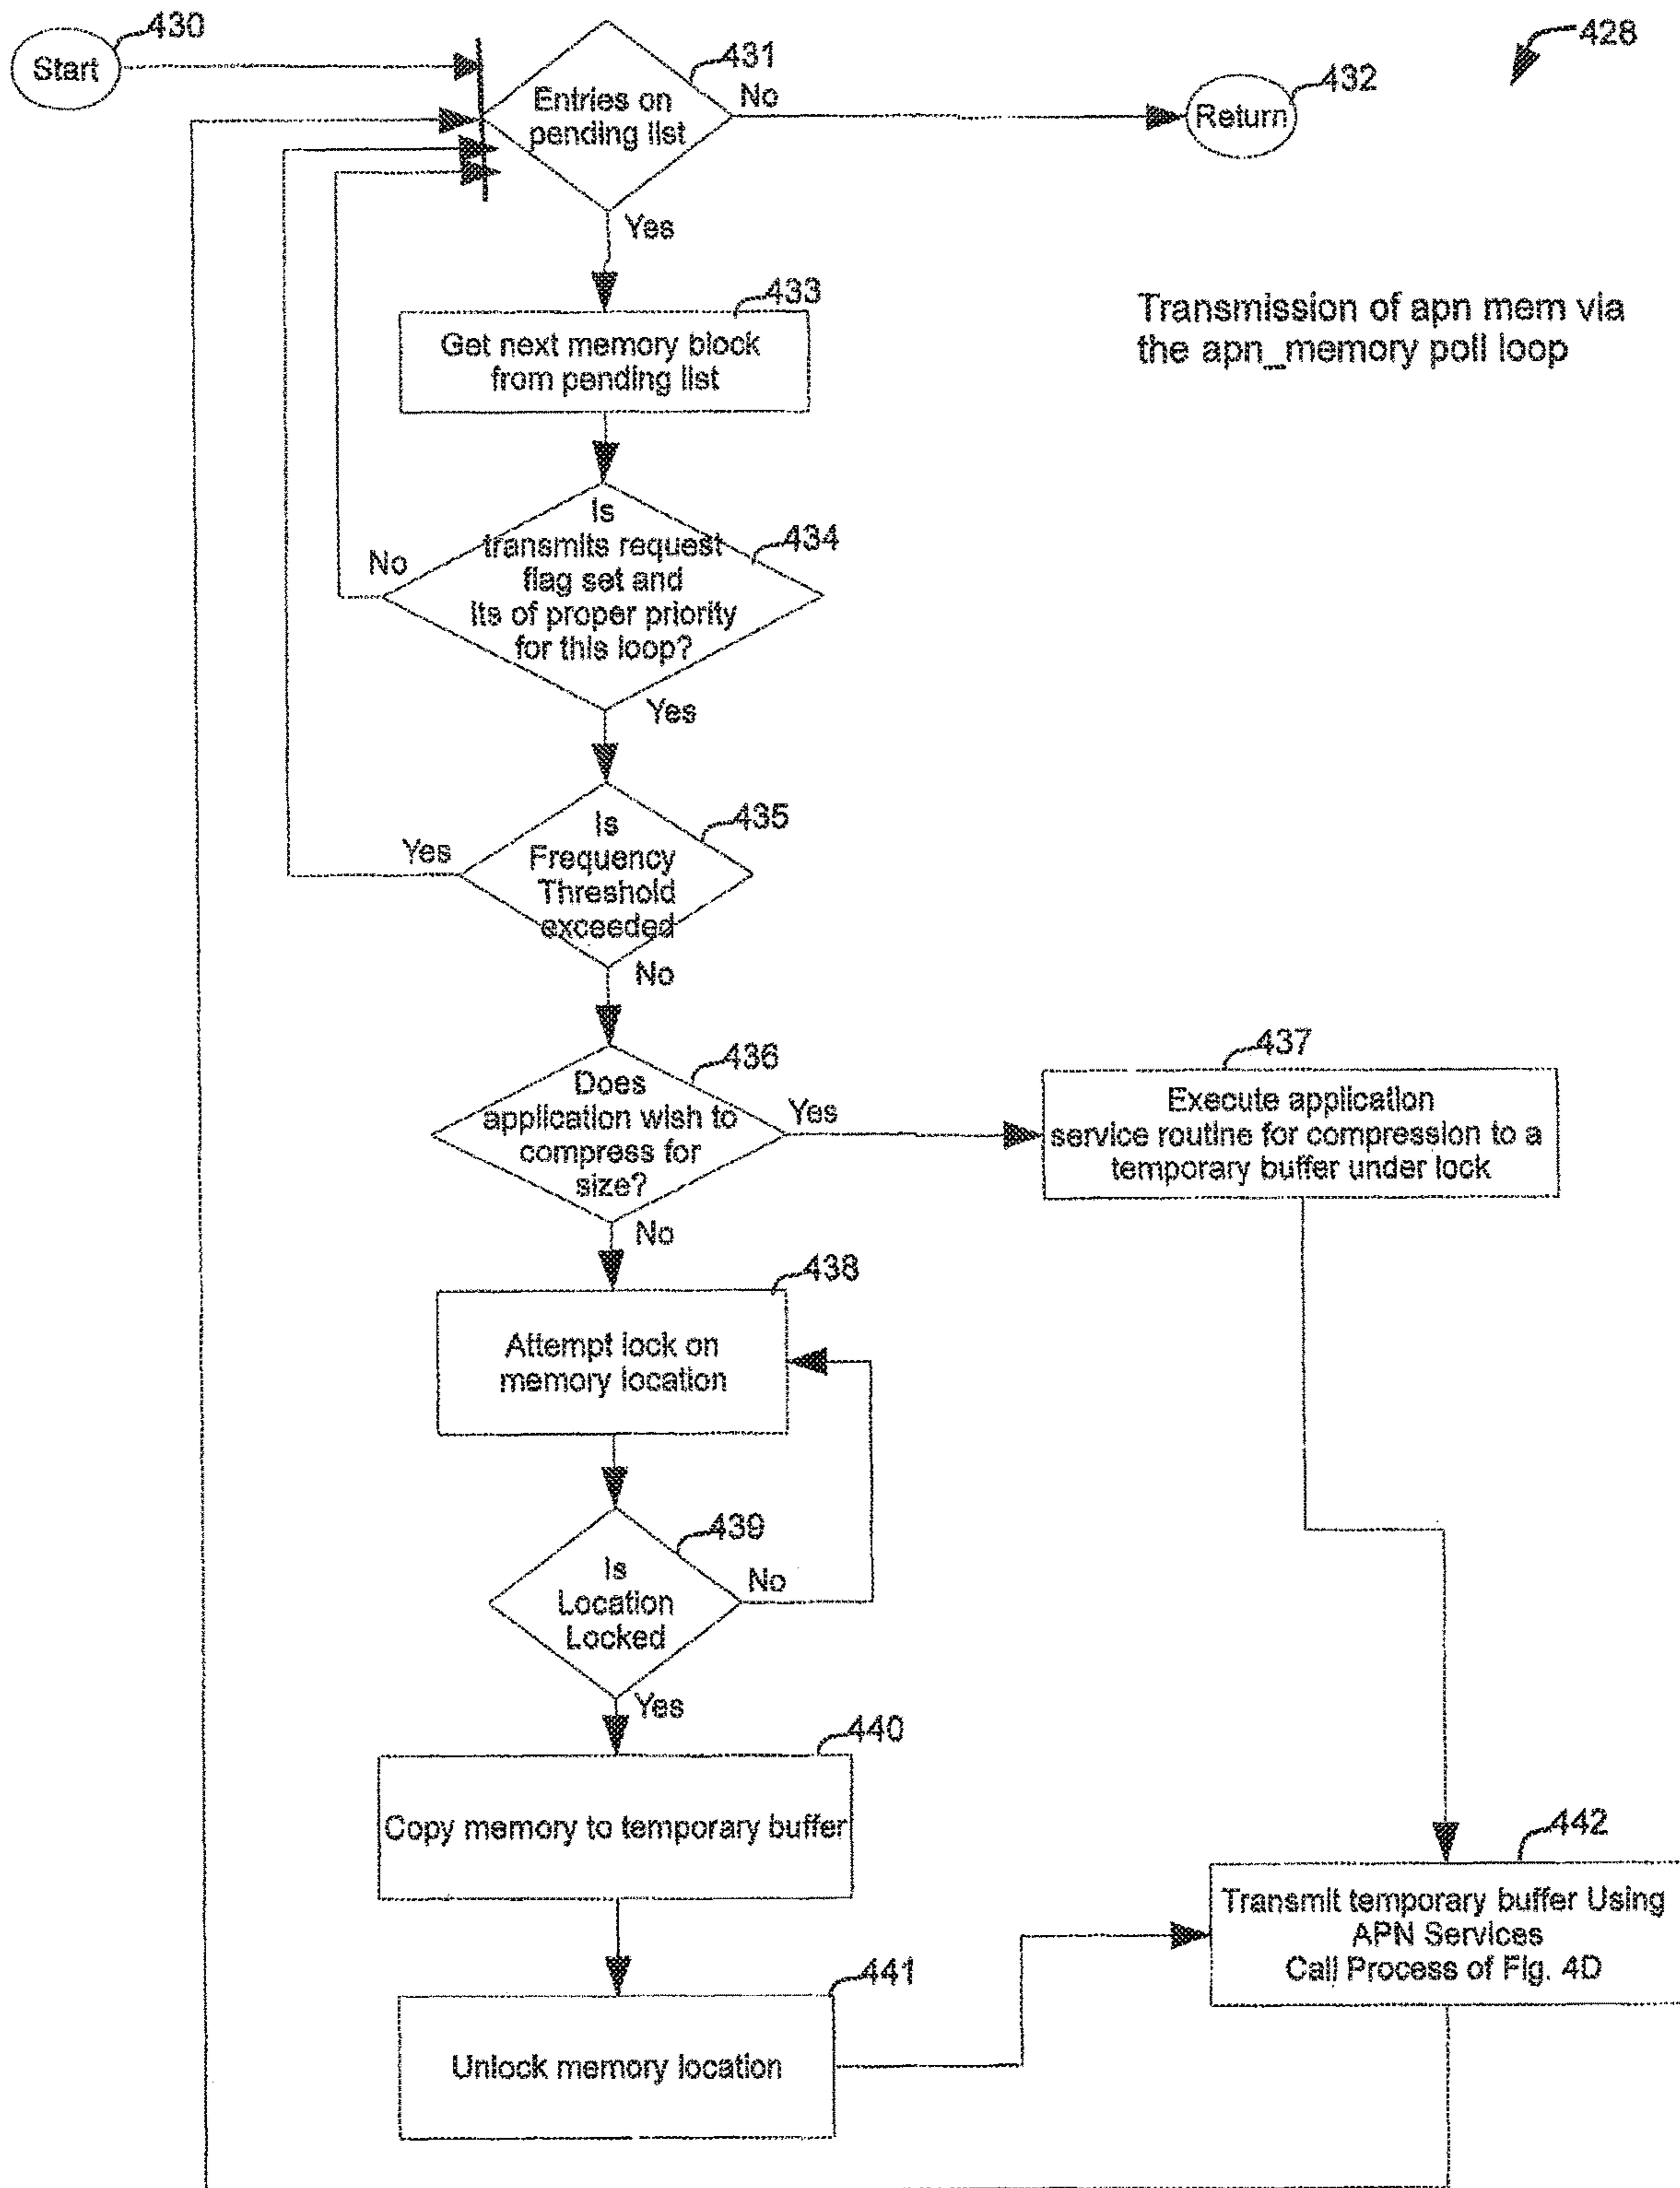 430
Start
428
431
Entries on
pending list
No
432
Return
Yes
Transmission of apn mem via
the apn_memory poll loop
433
Get next memory block
from pending list
434
Is
transmits request
flag set and
its of proper priority
for this loop?
No
Yes
435
Is
Frequency
Threshold
exceeded
Yes
No
436
Does
application wish to
compress for
size?
Yes
437
Execute application
service routine for compression to a
temporary buffer under lock
No
438
Attempt lock on
memory location
439
Is
Location
Locked
No
Yes
440
Copy memory to temporary buffer
442
Transmit temporary buffer Using
APN Services
Call Process of Fig. 4D
441
Unlock memory location